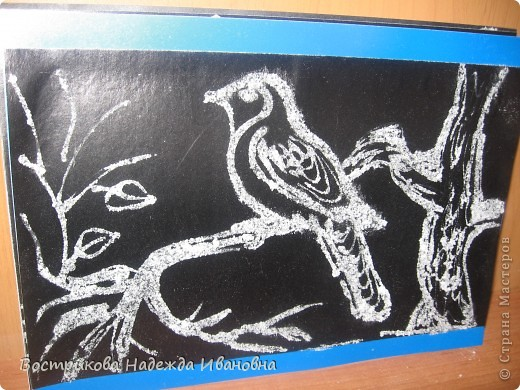 Вострикова Надежда Ивановна
© Страна Мастеров